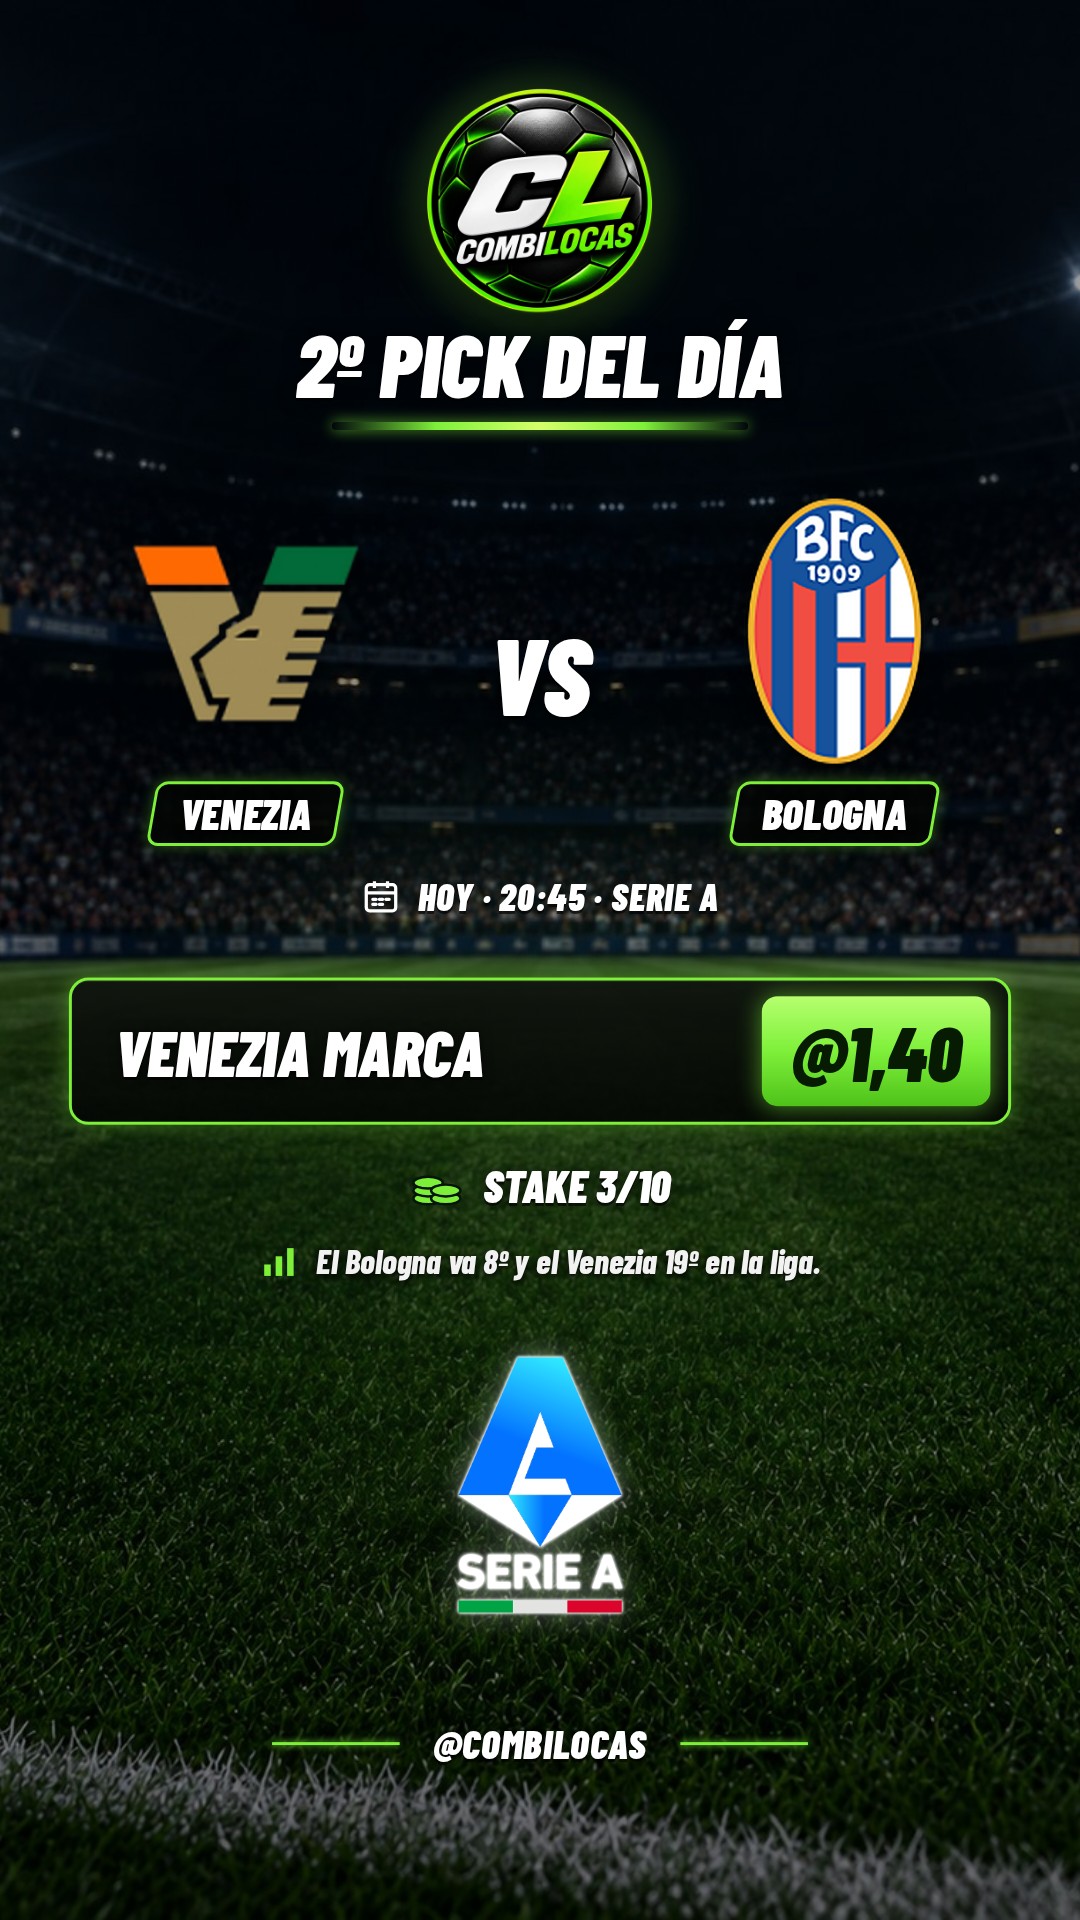 CL
COMBILOCAS
2º PICK DEL DÍA
BFC
1909
VS
VENEZIA
BOLOGNA
HOY · 20:45 · SERIE A
VENEZIA MARCA
@1,40
STAKE 3/10
El Bologna va 8º y el Venezia 19º en la liga.
SERIE A
@COMBILOCAS